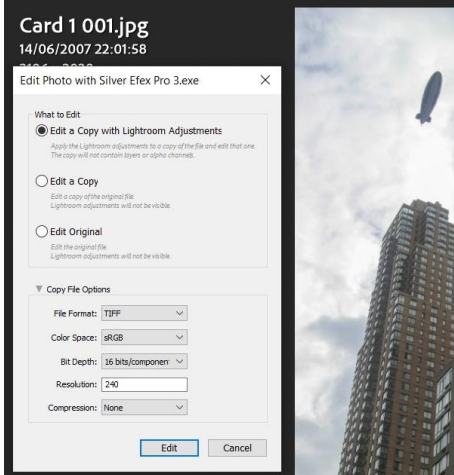 Card 1 001.jpg
14/06/2007 22:01:58
Edit Photo with Silver Efex Pro 3.exe
What to Edit
Edit a Copy with Lightroom Adjustments
Apply the Lightroom adjustments to a copy of the file and edit that one.
The copy will not contain layers or alpha channels.
Edit a Copy
Edit a copy of the original file.
Lightroom adjustments will not be visible.
Edit Original
Edit the original file.
Lightroom adjustments will not be visible.
Copy File Options
File Format: TIFF
Color Space: sRGB
Bit Depth: 16 bits/componen
Resolution: 240
Compression: None
Edit Cancel